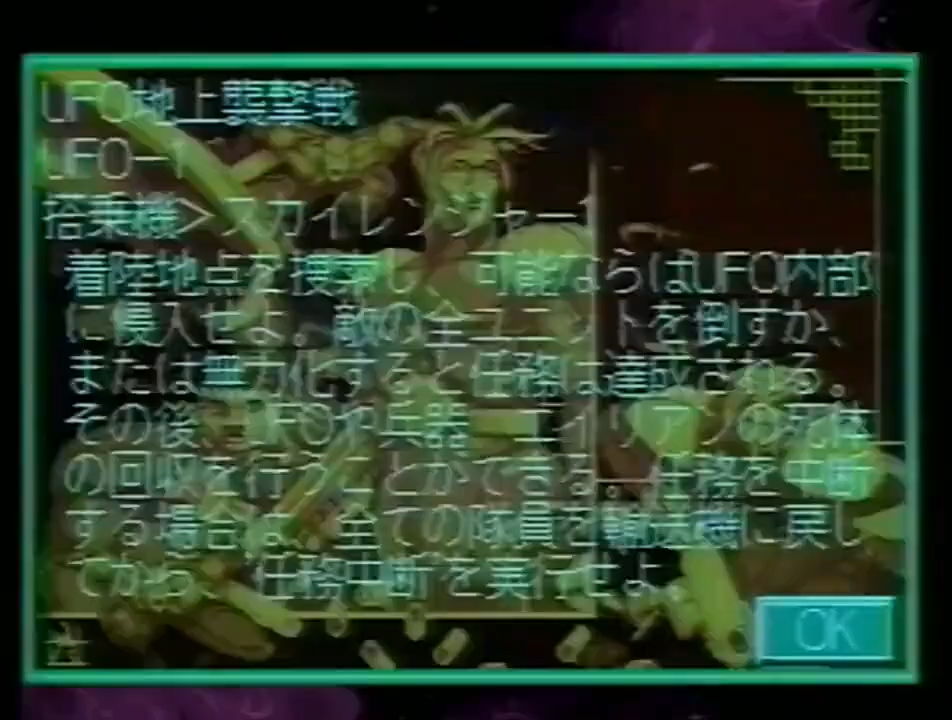 UFO地上襲撃戦
UFO-1
搭乗機>スカイレンジャー1
着陸地点を捜索し、可能ならばUFO内部
に侵入せよ。敵の全ユニットを倒すか、
または無力化すると任務は達成される。
その後、UFOや兵器、エイリアンの死体
の回収を行うことができる。任務を中断
する場合は、全ての隊員を輸送機に戻し
てから、"任務中断"を実行せよ。
OK